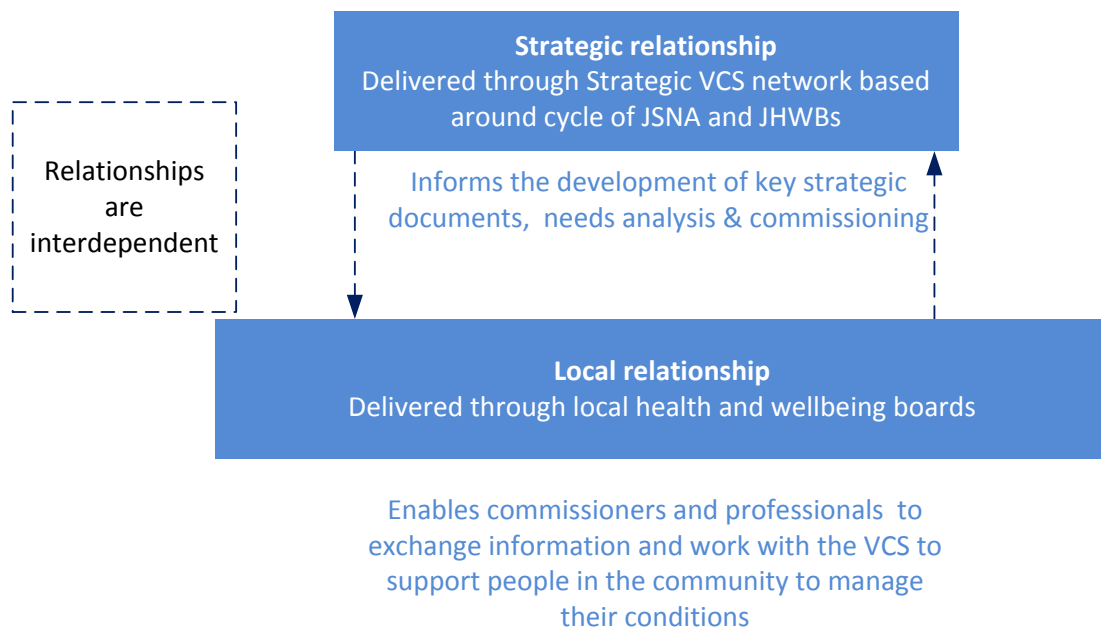 Strategic relationship
Delivered through Strategic VCS network based
around cycle of JSNA and JHWBs
Relationships
are
interdependent
Informs the development of key strategic
documents,  needs analysis & commissioning
Local relationship
Delivered through local health and wellbeing boards
Enables commissioners and professionals  to
exchange information and work with the VCS to
support people in the community to manage
their conditions